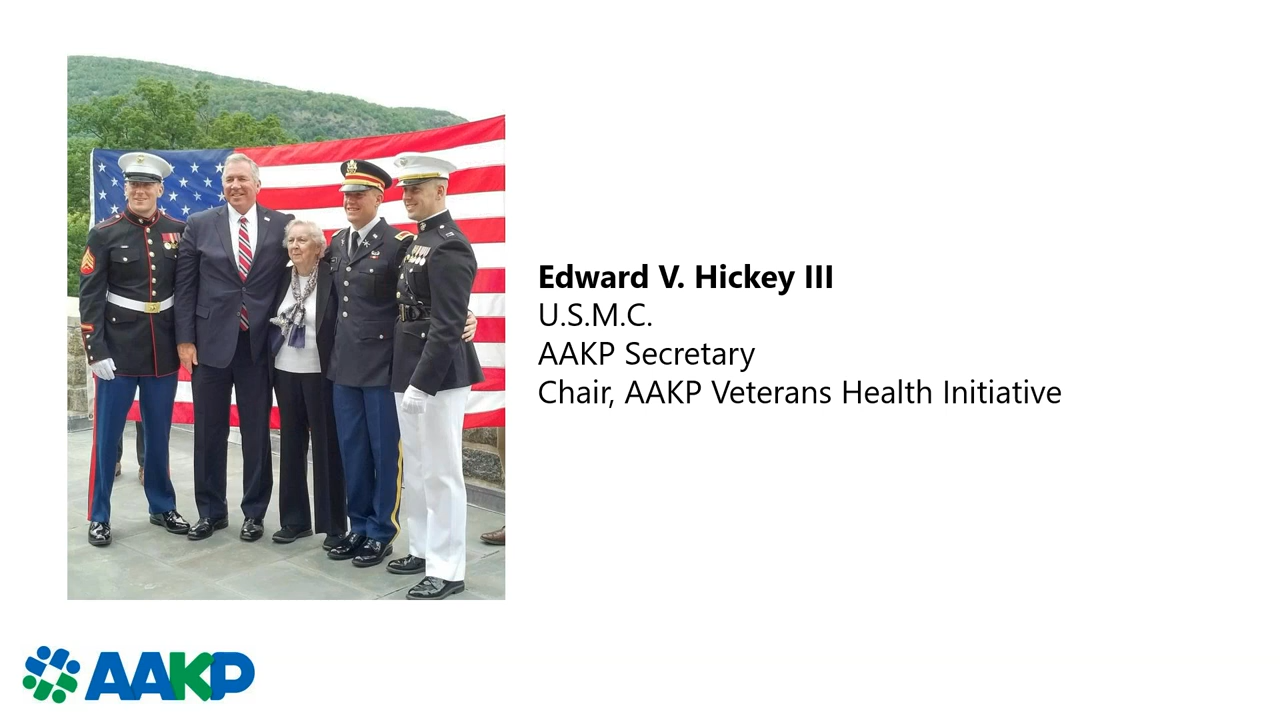 Edward V. Hickey III
U.S.M.C.
AAKP Secretary
Chair, AAKP Veterans Health Initiative
AAKP